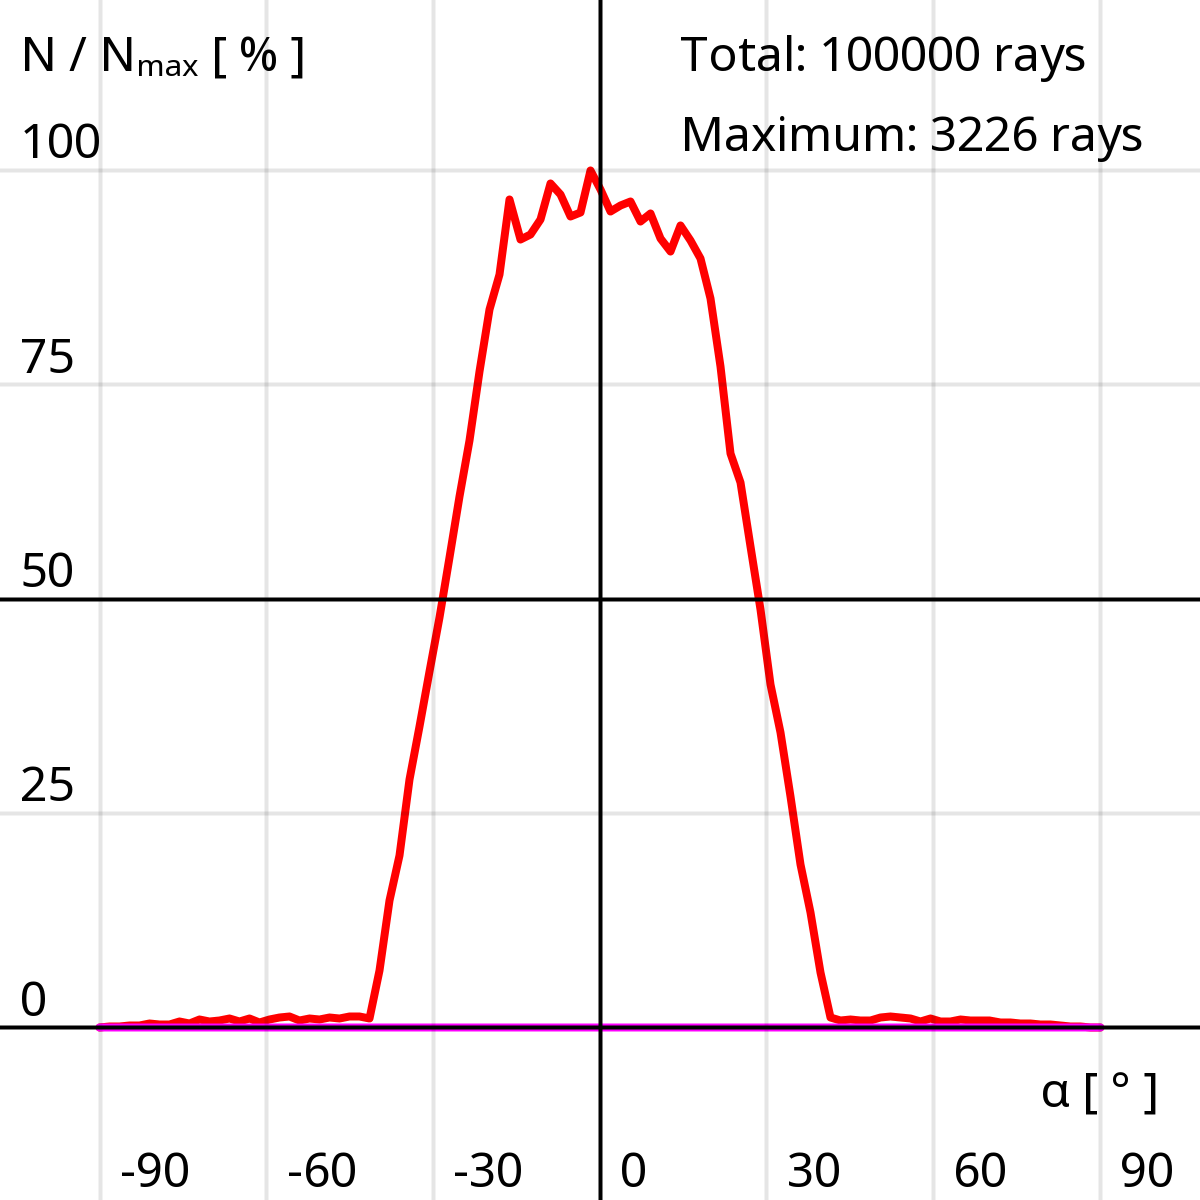 N / Nmax [ % ]
Total: 100000 rays
Maximum: 3226 rays
100
75
50
25
0
α [ ° ]
-90 -60 -30 0 30 60 90